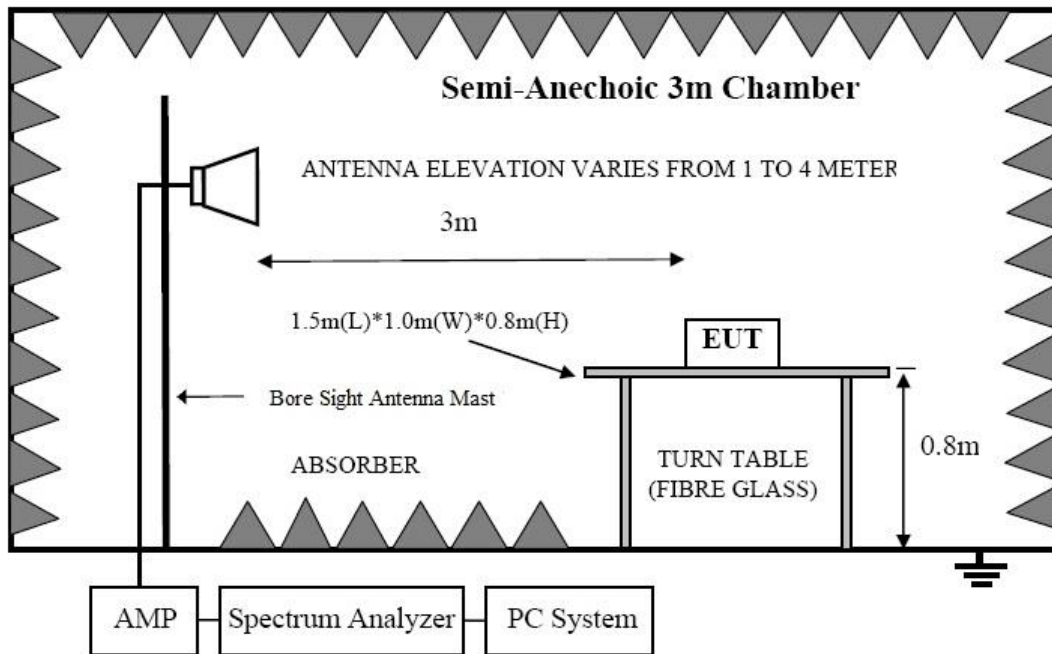 Semi-Anechoic 3m Chamber
ANTENNA ELEVATION VARIES FROM 1 TO 4 METER
3m
1.5m(L)*1.0m(W)*0.8m(H)
EUT
Bore Sight Antenna Mast
ABSORBER
TURN TABLE
(FIBRE GLASS)
0.8m
AMP
Spectrum Analyzer
PC System